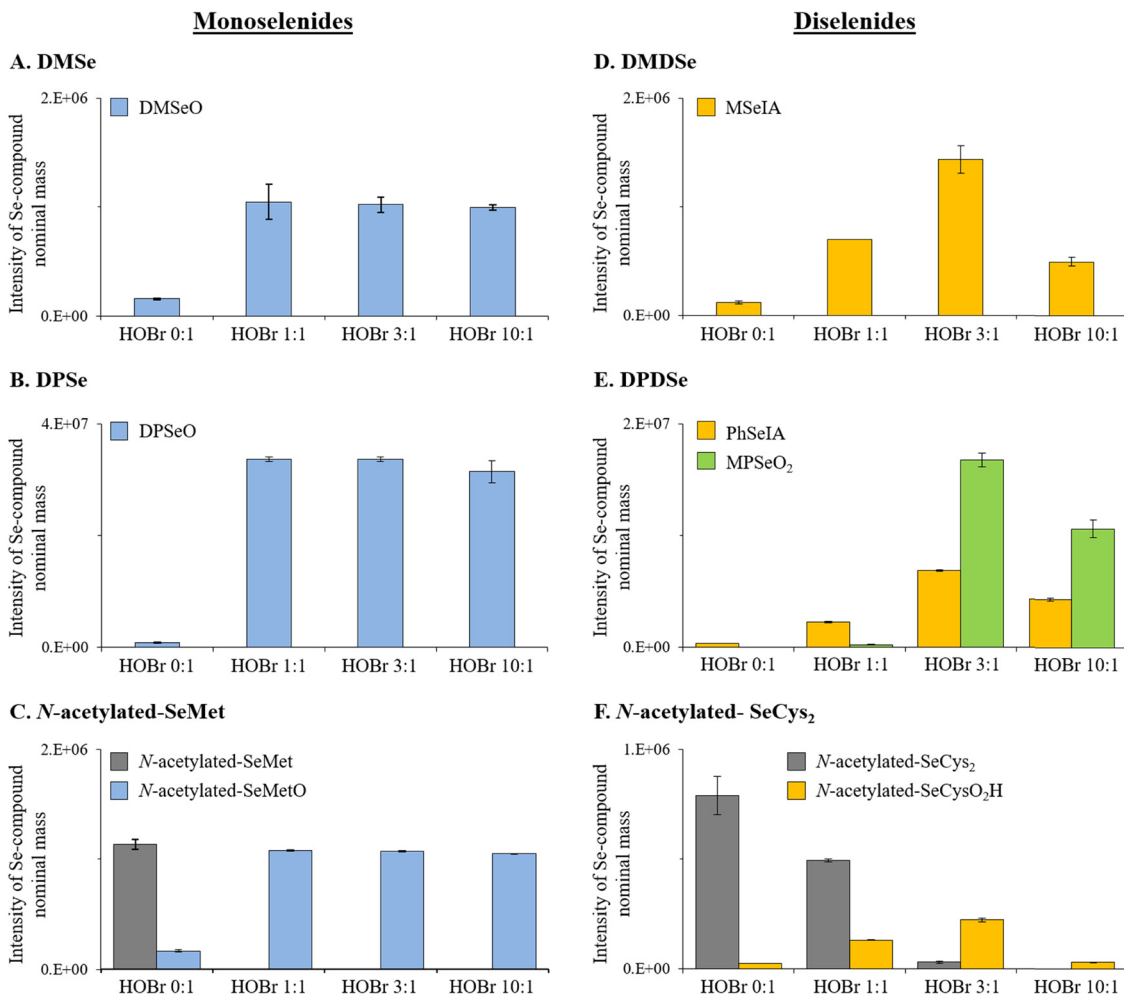 Monoselenides
A. DMSe
Intensity of Se-compound
nominal mass
2.E+06
0.E+00
DMSeO
HOBr 0:1 HOBr 1:1 HOBr 3:1 HOBr 10:1
B. DPSe
Intensity of Se-compound
nominal mass
4.E+07
0.E+00
DPSeO
HOBr 0:1 HOBr 1:1 HOBr 3:1 HOBr 10:1
C. N-acetylated-SeMet
Intensity of Se-compound
nominal mass
2.E+06
0.E+00
N-acetylated-SeMet
N-acetylated-SeMetO
HOBr 0:1 HOBr 1:1 HOBr 3:1 HOBr 10:1
Diselenides
D. DMDSe
Intensity of Se-compound
nominal mass
2.E+06
0.E+00
MSeIA
HOBr 0:1 HOBr 1:1 HOBr 3:1 HOBr 10:1
E. DPDSe
Intensity of Se-compound
nominal mass
2.E+07
0.E+00
PhSeIA
MPSeO₂
HOBr 0:1 HOBr 1:1 HOBr 3:1 HOBr 10:1
F. N-acetylated- SeCys₂
Intensity of Se-compound
nominal mass
1.E+06
0.E+00
N-acetylated-SeCys₂
N-acetylated-SeCysO₂H
HOBr 0:1 HOBr 1:1 HOBr 3:1 HOBr 10:1